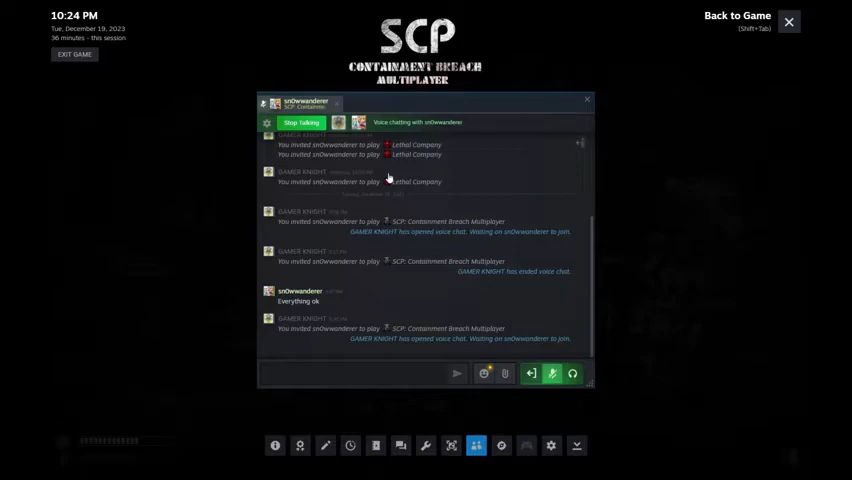 10:24 PM
Tue, December 19, 2023
36 minutes - this session
EXIT GAME
SCP
CONTAINMENT BREACH
MULTIPLAYER
Back to Game
(Shift+Tab)
sn0wwanderer
SCP: Containme
Stop Talking
Voice chatting with sn0wwanderer
GAMER KNIGHT
You invited sn0wwanderer to play Lethal Company
You invited sn0wwanderer to play Lethal Company
GAMER KNIGHT
You invited sn0wwanderer to play Lethal Company
GAMER KNIGHT
You invited sn0wwanderer to play SCP: Containment Breach Multiplayer
GAMER KNIGHT has opened voice chat. Waiting on sn0wwanderer to join.
GAMER KNIGHT
You invited sn0wwanderer to play SCP: Containment Breach Multiplayer
GAMER KNIGHT has ended voice chat.
sn0wwanderer
Everything ok
GAMER KNIGHT
You invited sn0wwanderer to play SCP: Containment Breach Multiplayer
GAMER KNIGHT has opened voice chat. Waiting on sn0wwanderer to join.